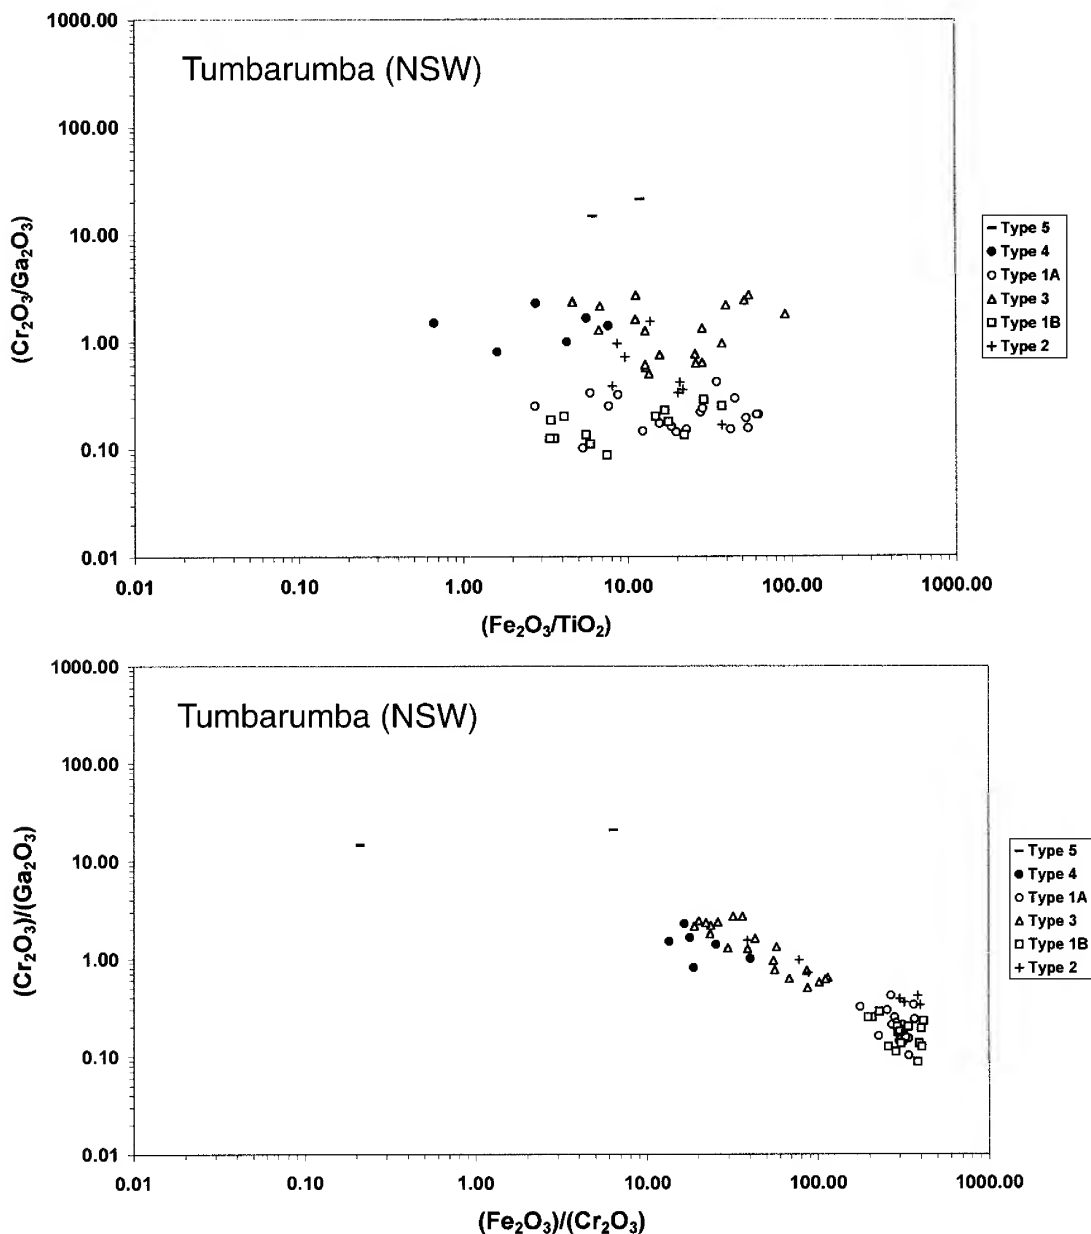 1000.00
Tumbarumba (NSW)
100.00
10.00
1.00
0.10
0.01
(Cr₂O₃/Ga₂O₃)
0.01 0.10 1.00 10.00 100.00 1000.00
(Fe₂O₃/TiO₂)
Type 5
Type 4
Type 1A
Type 3
Type 1B
Type 2
1000.00
Tumbarumba (NSW)
100.00
10.00
1.00
0.10
0.01
(Cr₂O₃)/(Ga₂O₃)
0.01 0.10 1.00 10.00 100.00 1000.00
(Fe₂O₃)/(Cr₂O₃)
Type 5
Type 4
Type 1A
Type 3
Type 1B
Type 2